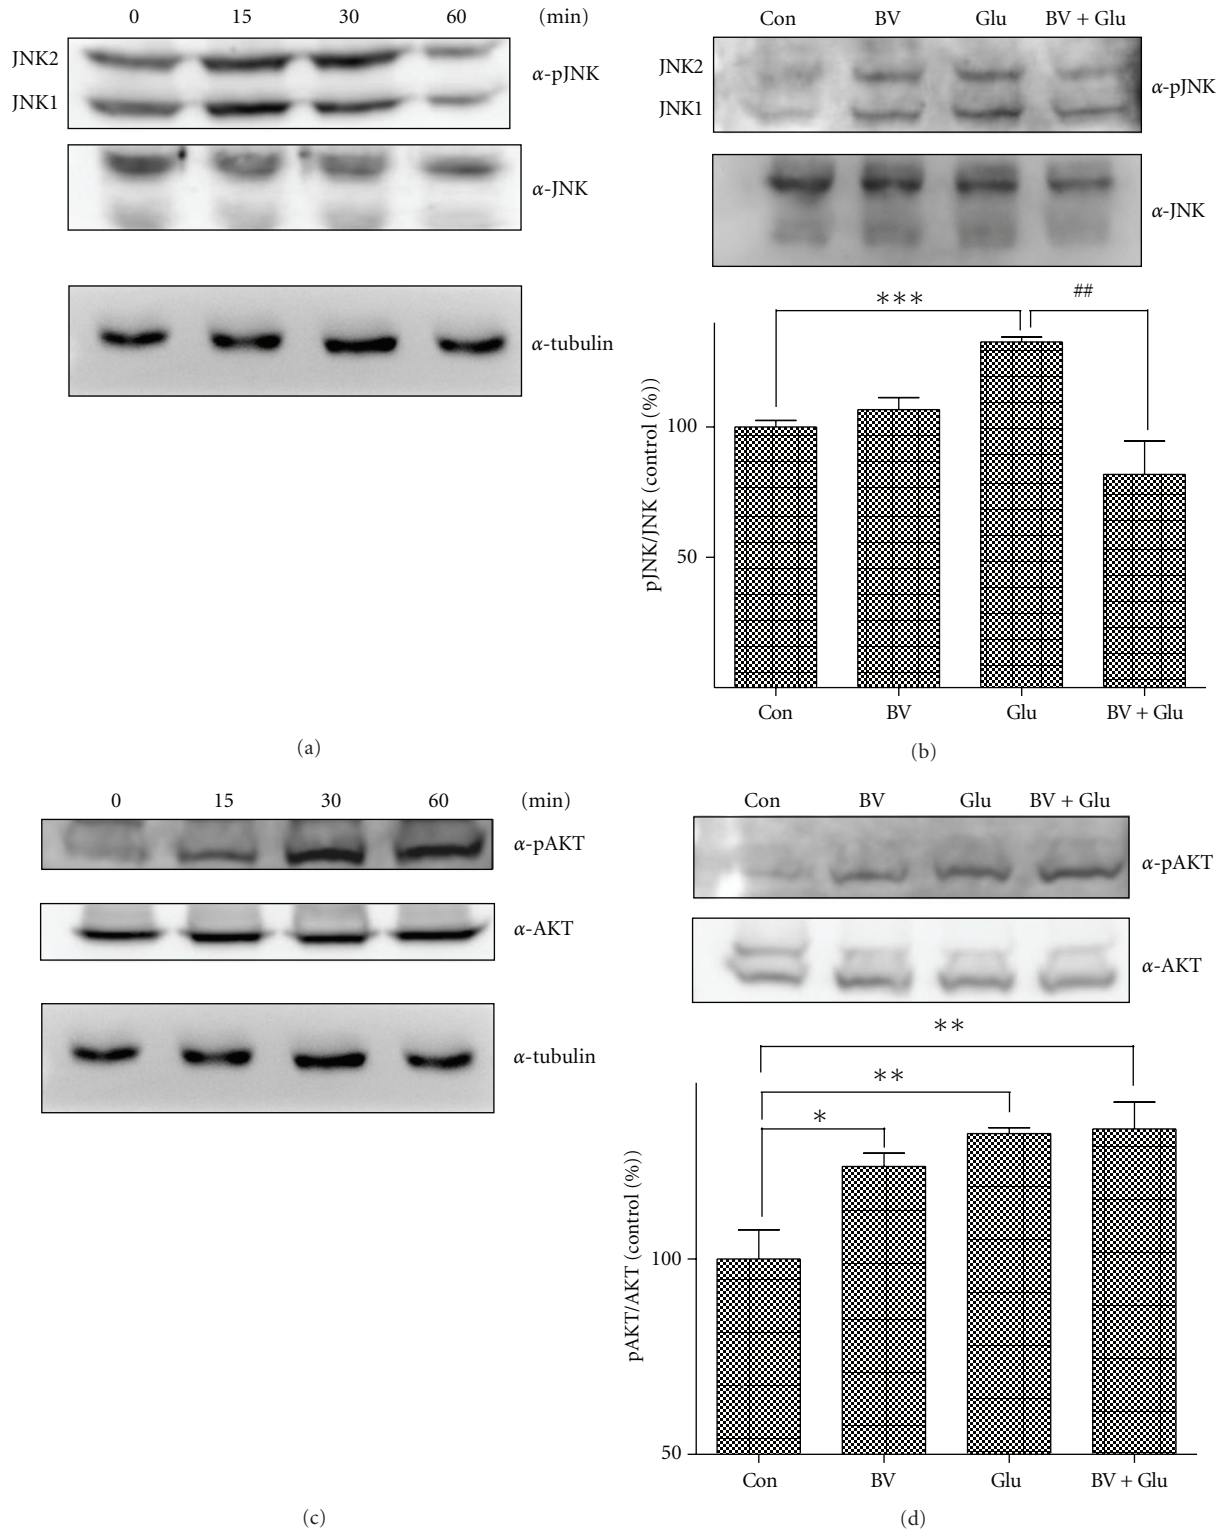 0 15 30 60 (min)
JNK2
JNK1
α-pJNK
α-JNK
α-tubulin
(a)
Con BV Glu BV + Glu
JNK2
JNK1
α-pJNK
α-JNK
*** ##
pJNK/JNK (control (%))
100
50
Con BV Glu BV + Glu
(b)
0 15 30 60 (min)
α-pAKT
α-AKT
α-tubulin
(c)
Con BV Glu BV + Glu
α-pAKT
α-AKT
**
**
*
pAKT/AKT (control (%))
100
50
Con BV Glu BV + Glu
(d)